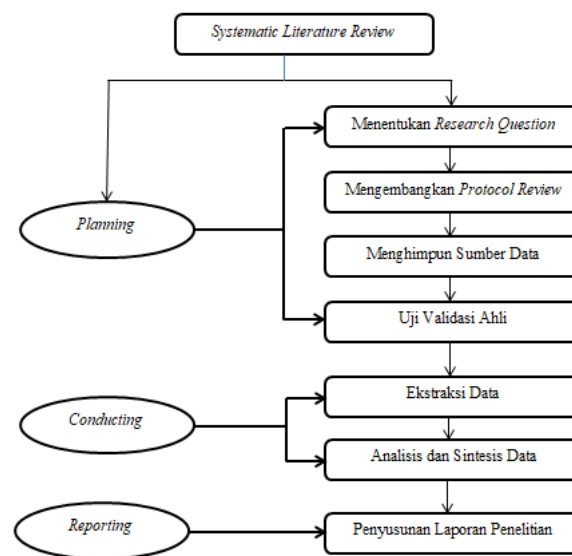 Systematic Literature Review
Menentukan Research Question
Mengembangkan Protocol Review
Planning
Menghimpun Sumber Data
Uji Validasi Ahli
Ekstraksi Data
Conducting
Analisis dan Sintesis Data
Reporting
Penyusunan Laporan Penelitian